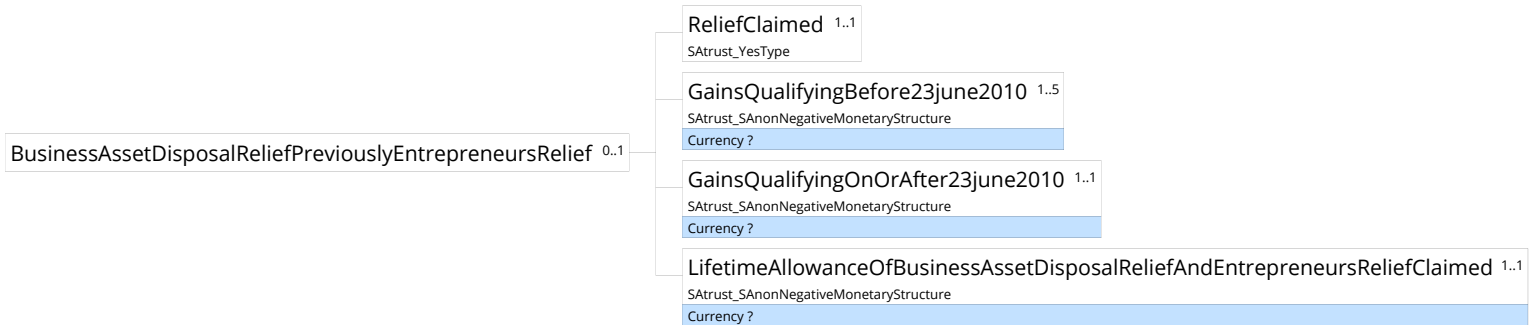 ReliefClaimed 1..1
SAtrust_YesType
GainsQualifyingBefore23june2010 1..5
SAtrust_SAnonNegativeMonetaryStructure
Currency ?
BusinessAssetDisposalReliefPreviouslyEntrepreneursRelief 0..1
GainsQualifyingOnOrAfter23june2010 1..1
SAtrust_SAnonNegativeMonetaryStructure
Currency ?
LifetimeAllowanceOfBusinessAssetDisposalReliefAndEntrepreneursReliefClaimed 1..1
SAtrust_SAnonNegativeMonetaryStructure
Currency ?